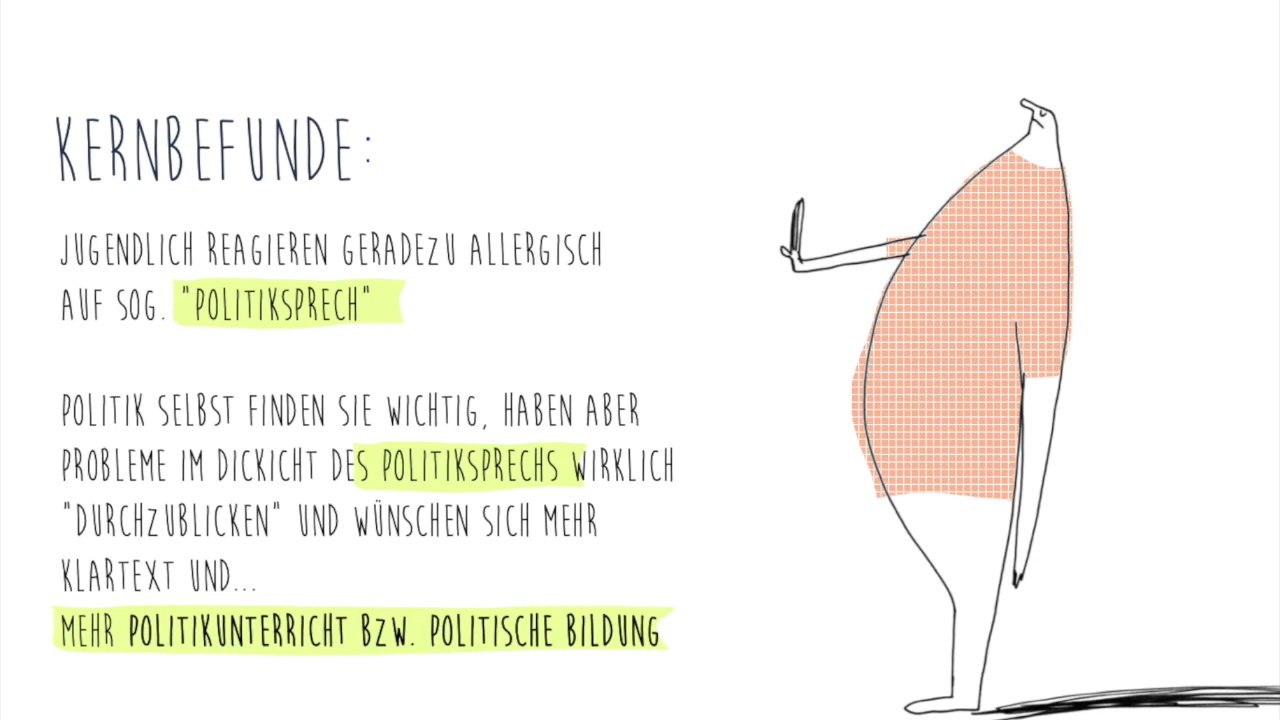 KERNBEFUNDE:
JUGENDLICH REAGIEREN GERADEZU ALLERGISCH
AUF SOG. "POLITIKSPRECH"
POLITIK SELBST FINDEN SIE WICHTIG, HABEN ABER
PROBLEME IM DICKICHT DES POLITIKSPRECHS WIRKLICH
"DURCHZUBLICKEN" UND WÜNSCHEN SICH MEHR
KLARTEXT UND...
MEHR POLITIKUNTERRICHT BZW. POLITISCHE BILDUNG